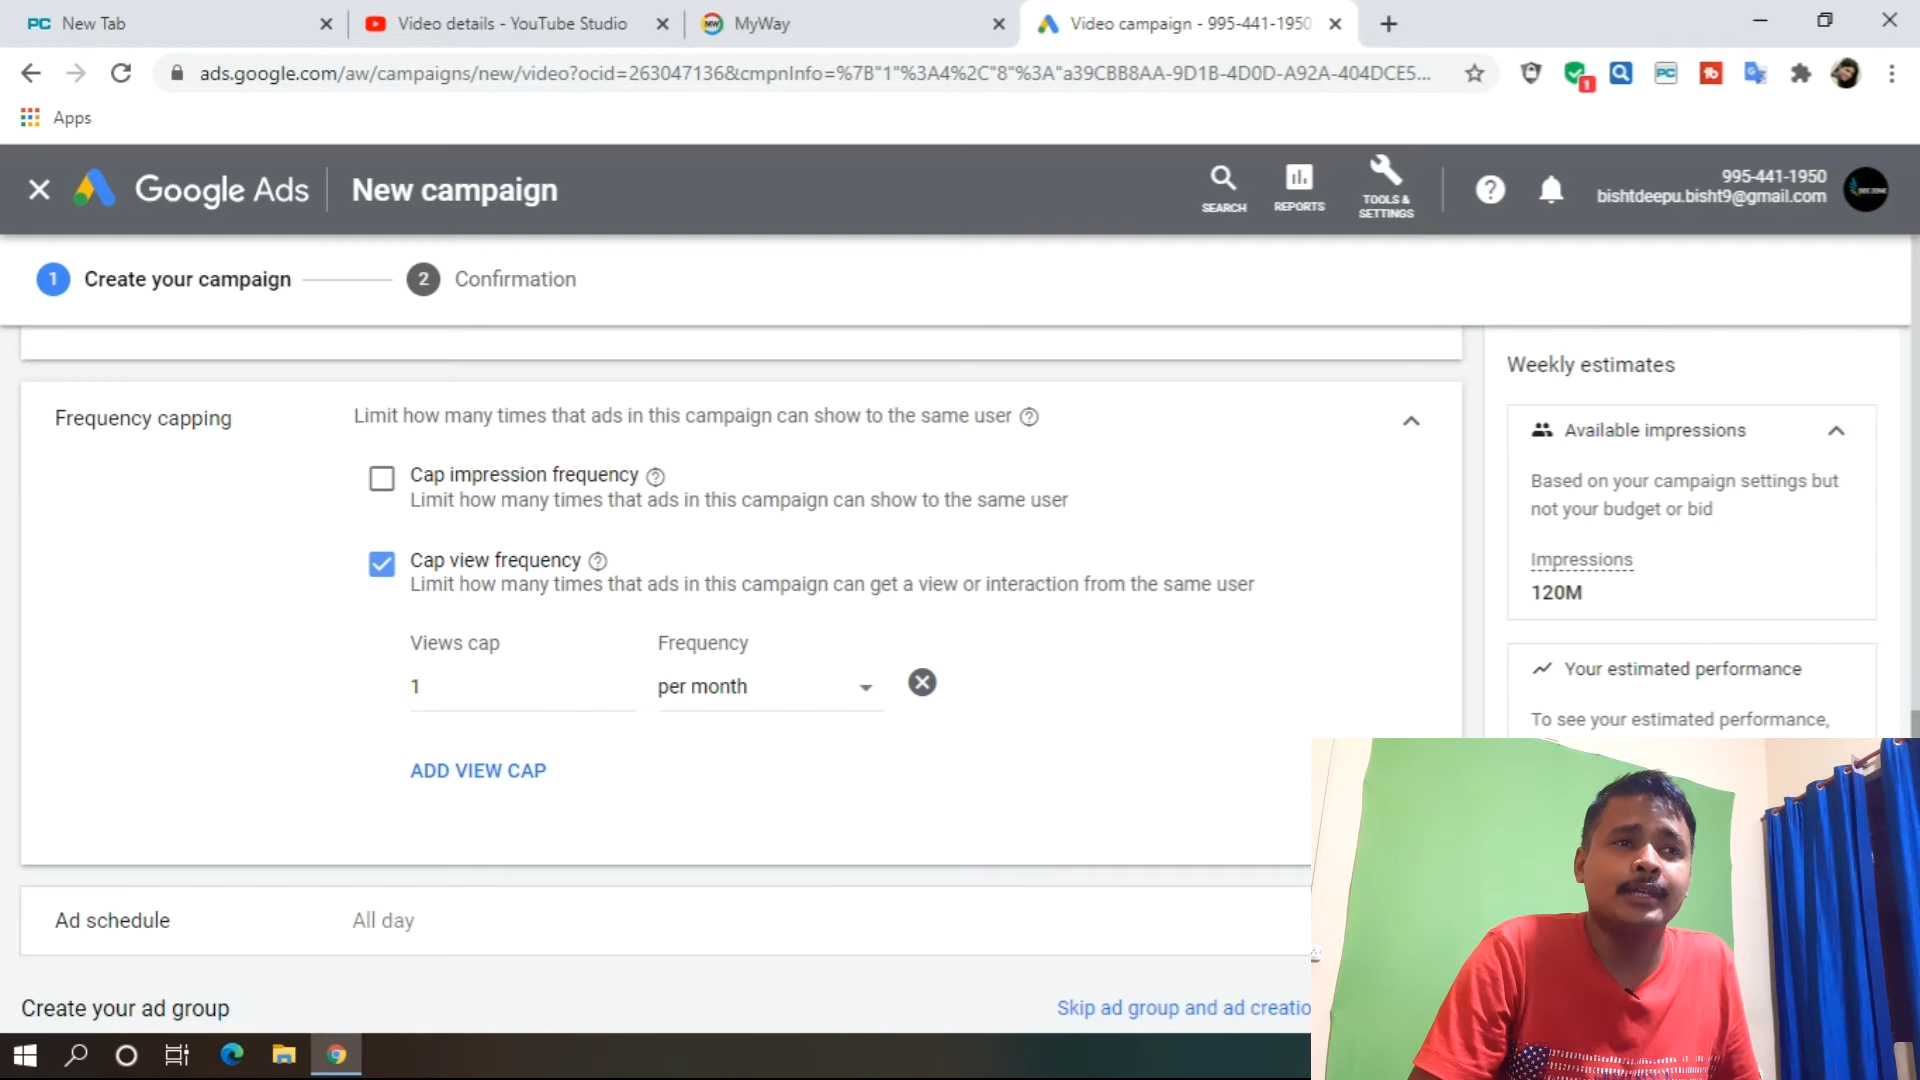 PC New Tab
Video details - YouTube Studio
MW MyWay
Video campaign - 995-441-1950
ads.google.com/aw/campaigns/new/video?ocid=263047136&cmpnInfo=%7B"1"%3A4%2C"8"%3A"a39CBB8AA-9D1B-4D0D-A92A-404DCE5...
1
PC
Apps
Google Ads
New campaign
SEARCH
REPORTS
TOOLS &
SETTINGS
995-441-1950
bishtdeepu.bisht9@gmail.com
1 Create your campaign
2 Confirmation
Frequency capping
Limit how many times that ads in this campaign can show to the same user
Cap impression frequency
Limit how many times that ads in this campaign can show to the same user
Cap view frequency
Limit how many times that ads in this campaign can get a view or interaction from the same user
Views cap
Frequency
1
per month
ADD VIEW CAP
Ad schedule
All day
Create your ad group
Skip ad group and ad creatio
Weekly estimates
Available impressions
Based on your campaign settings but
not your budget or bid
Impressions
120M
Your estimated performance
To see your estimated performance,